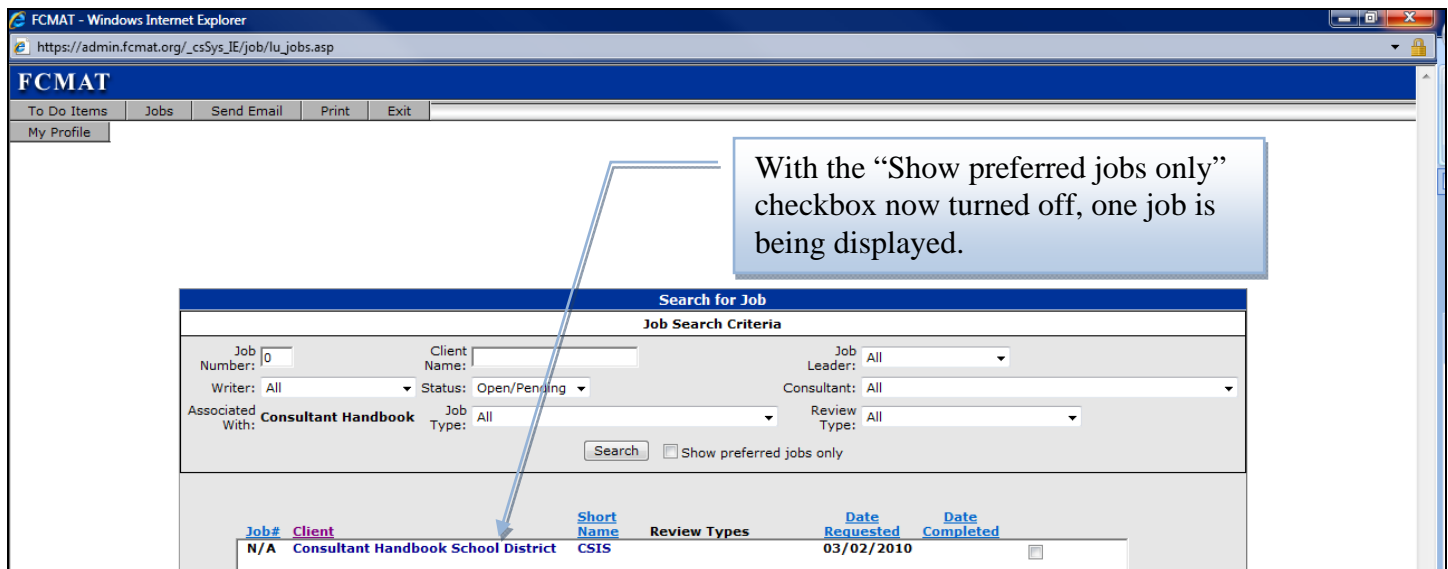 FCMAT - Windows Internet Explorer
https://admin.fcmat.org/_csSys_IE/job/lu_jobs.asp
FCMAT
To Do Items Jobs Send Email Print Exit
My Profile
With the “Show preferred jobs only”
checkbox now turned off, one job is
being displayed.
Search for Job
Job Search Criteria
Job Number: 0 Client Name: Job Leader: All
Writer: All Status: Open/Pending Consultant: All
Associated With: Consultant Handbook Job Type: All Review Type: All
Search Show preferred jobs only
Job# Client Short Name Review Types Date Requested Date Completed
N/A Consultant Handbook School District CSIS 03/02/2010